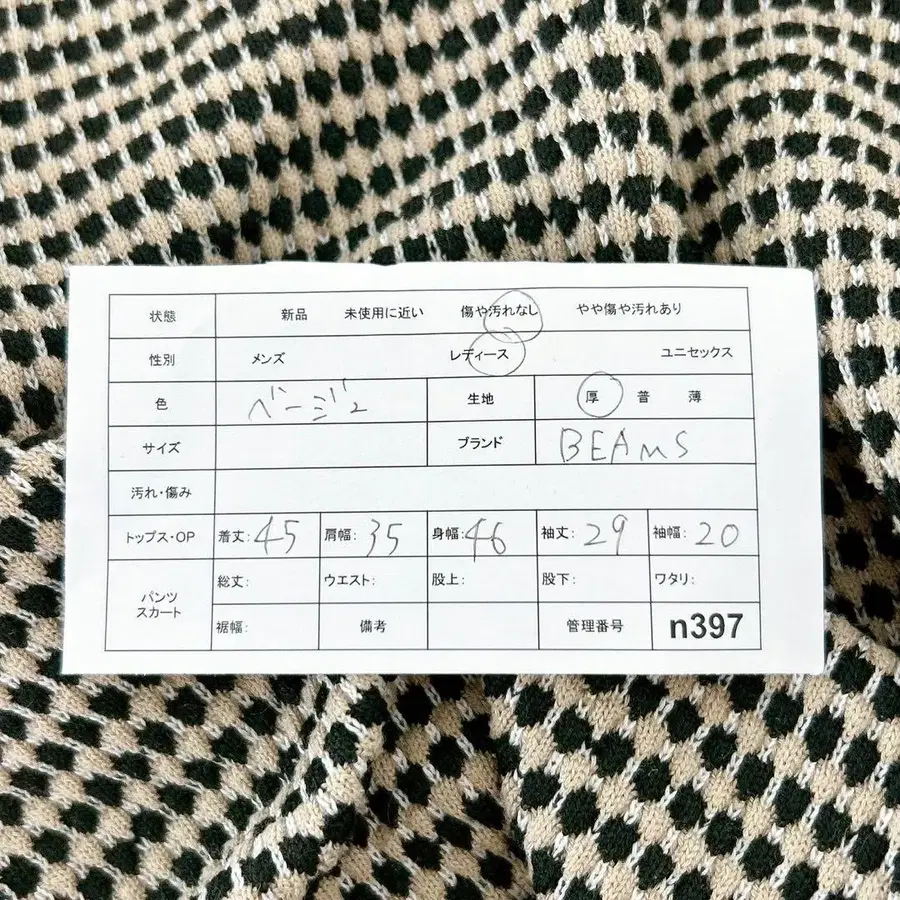 状態 新品 未使用に近い 傷や汚れなし やや傷や汚れあり
性別 メンズ レディース ユニセックス
色 ベージュ 生地 厚 普 薄
サイズ ブランド BEAMS
汚れ・傷み
トップス・OP 着丈: 45 肩幅: 35 身幅: 46 袖丈: 29 袖幅: 20
パンツ
スカート
総丈: ウエスト: 股上: 股下: ワタリ:
裾幅: 備考 管理番号 n397